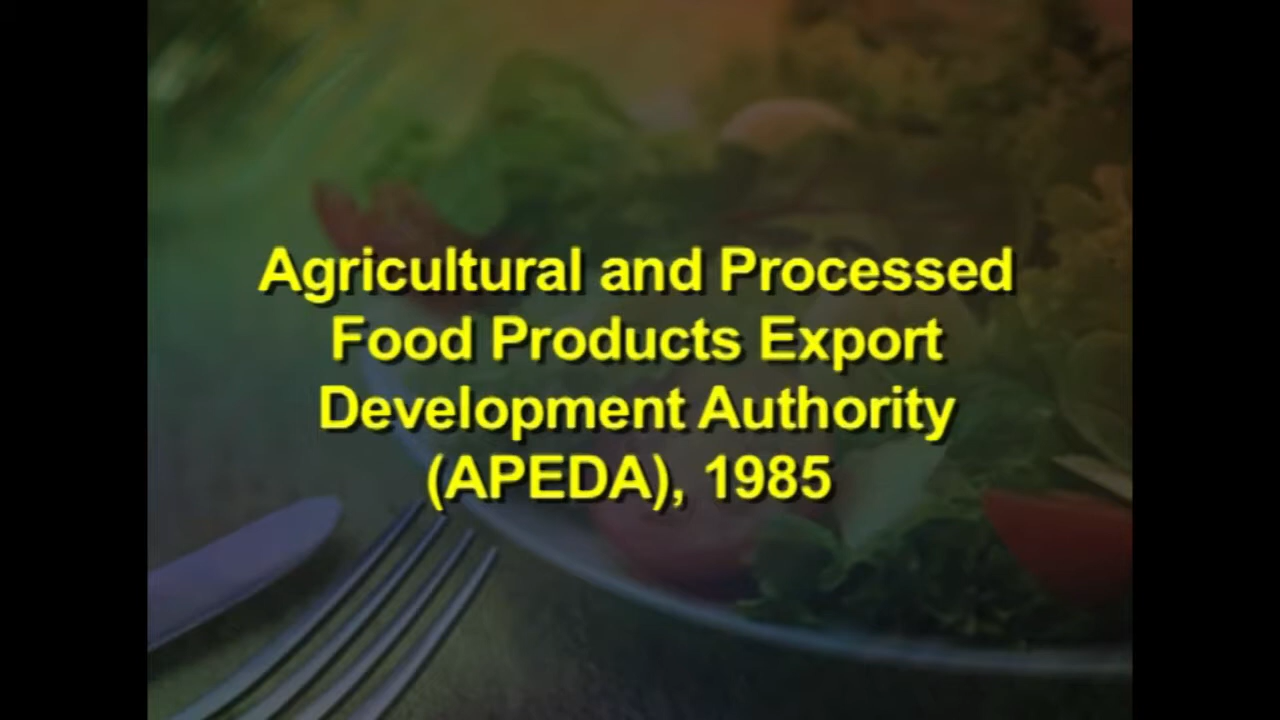 Agricultural and Processed
Food Products Export
Development Authority
(APEDA), 1985